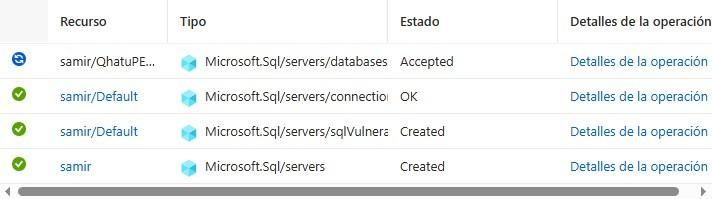 Recurso Tipo Estado Detalles de la operación
samir/QhatuPE... Microsoft.Sql/servers/databases Accepted Detalles de la operación
samir/Default Microsoft.Sql/servers/connection OK Detalles de la operación
samir/Default Microsoft.Sql/servers/sqlVulnera Created Detalles de la operación
samir Microsoft.Sql/servers Created Detalles de la operación